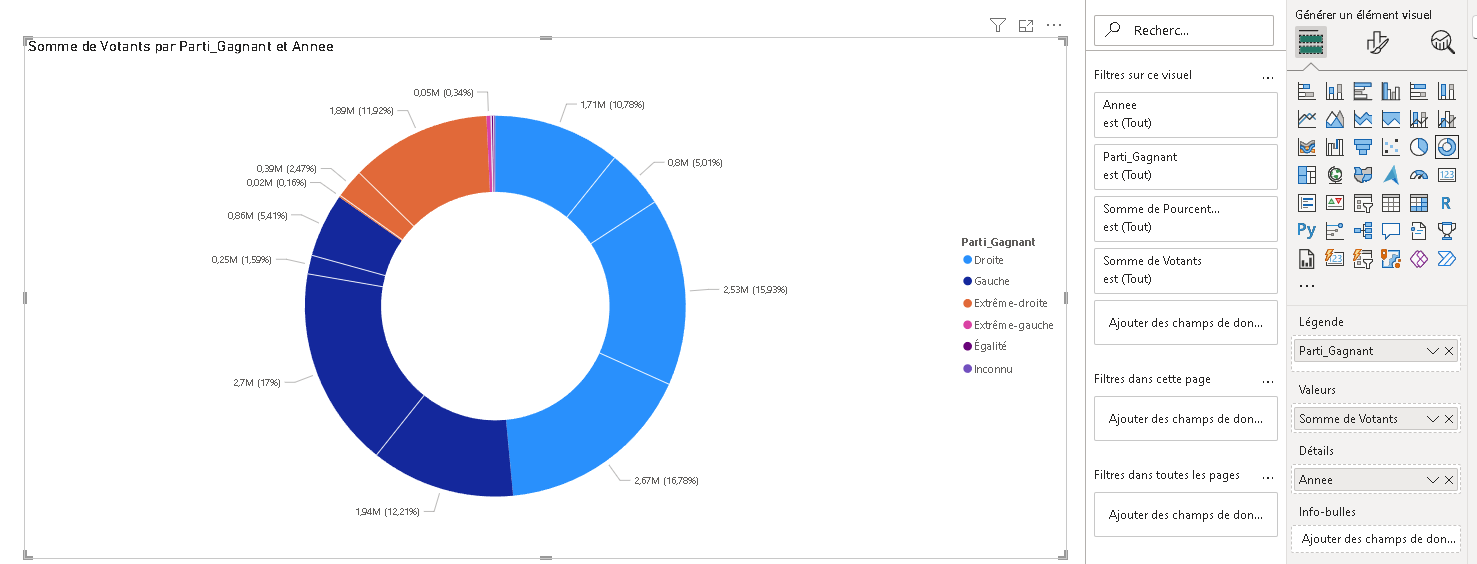 Somme de Votants par Parti_Gagnant et Annee
0,05M (0,34%)
1,89M (11,92%)
1,71M (10,78%)
0,8M (5,01%)
0,39M (2,47%)
0,02M (0,16%)
0,86M (5,41%)
0,25M (1,59%)
2,53M (15,93%)
2,7M (17%)
2,67M (16,78%)
1,94M (12,21%)
Parti_Gagnant
Droite
Gauche
Extrême-droite
Extrême-gauche
Égalité
Inconnu
Recherc...
Filtres sur ce visuel
Annee
est (Tout)
Parti_Gagnant
est (Tout)
Somme de Pourcent...
est (Tout)
Somme de Votants
est (Tout)
Ajouter des champs de don...
Filtres dans cette page
Ajouter des champs de don...
Filtres dans toutes les pages
Ajouter des champs de don...
Générer un élément visuel
123
R
Py
123
Légende
Parti_Gagnant
Valeurs
Somme de Votants
Détails
Annee
Info-bulles
Ajouter des champs de don...